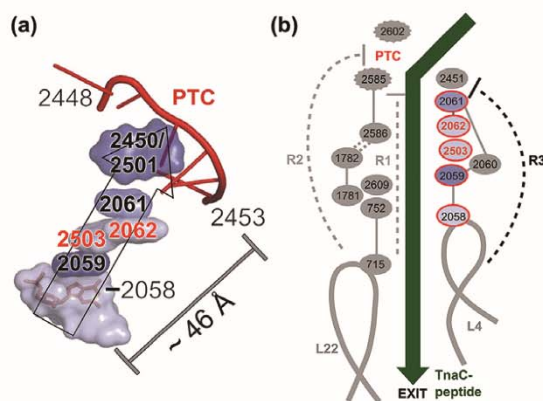 (a)
2448
PTC
2450/
2501
2061
2453
2503 2062
2059
2058
~ 46 Å
(b)
2602
PTC
2585
2451
2061
2586
2062
R2
R1
2503
2060
R3
1782
2609
2059
1781
752
2058
715
L22
L4
EXIT
TnaC-
peptide